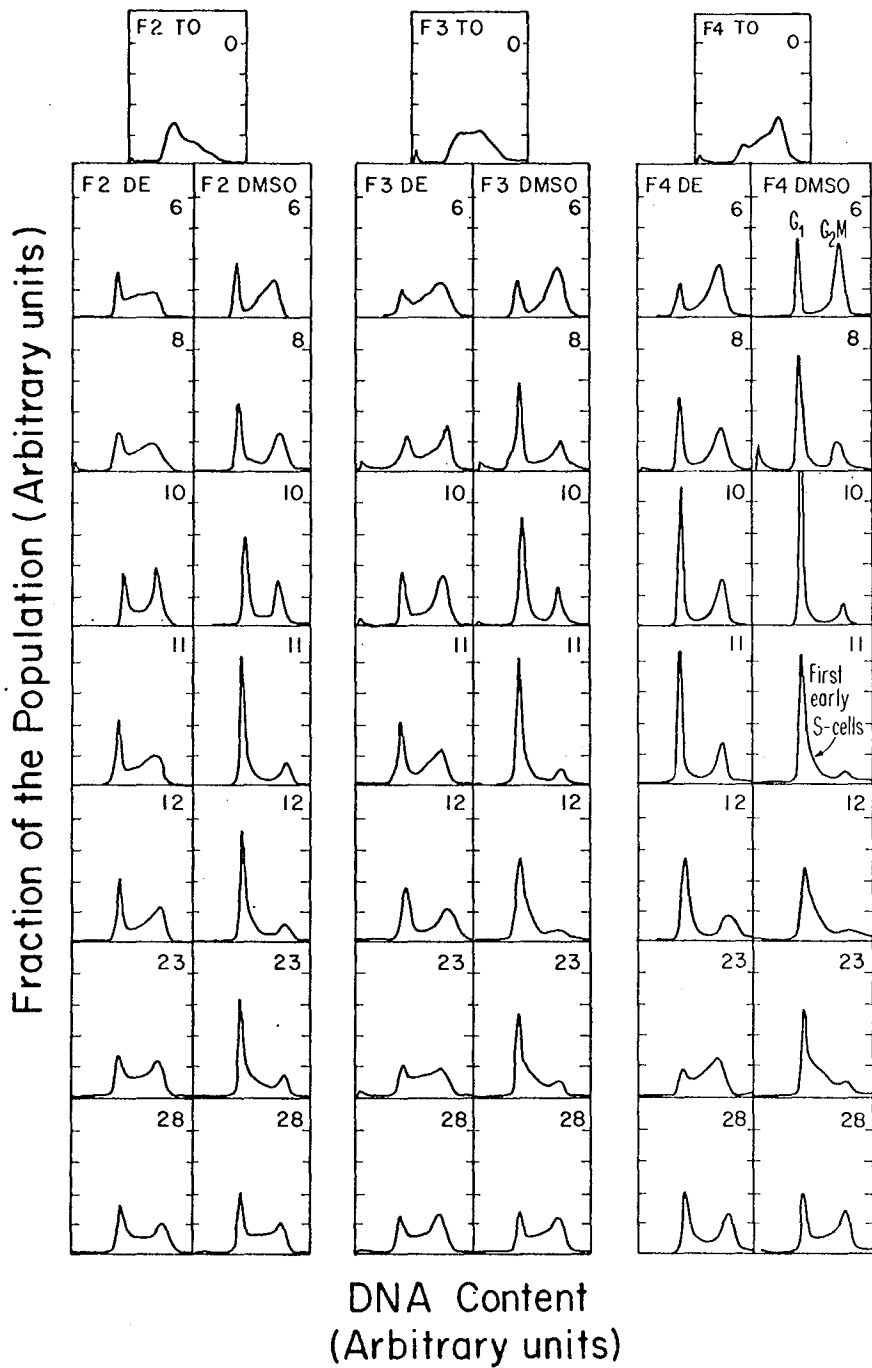 Fraction of the Population (Arbitrary units)
F2 TO
0
F3 TO
0
F4 TO
0
F2 DE
6
F2 DMSO
6
F3 DE
6
F3 DMSO
6
F4 DE
6
F4 DMSO
6
G1
G2M
8
8
8
8
8
8
10
10
10
10
10
10
11
11
11
11
11
11
First
early
S-cells
12
12
12
12
12
12
23
23
23
23
23
23
28
28
28
28
28
28
DNA Content
(Arbitrary units)